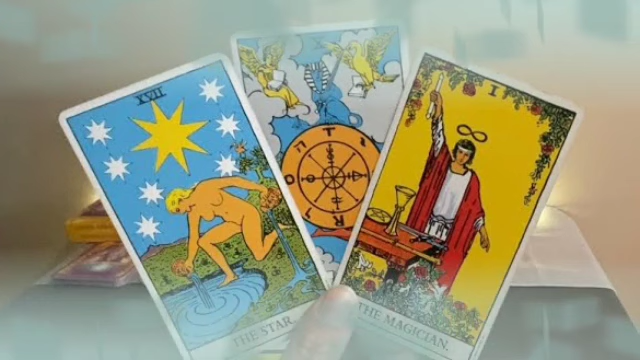 XVII
THE STAR.
X
T
A
R
O
I
THE MAGICIAN.